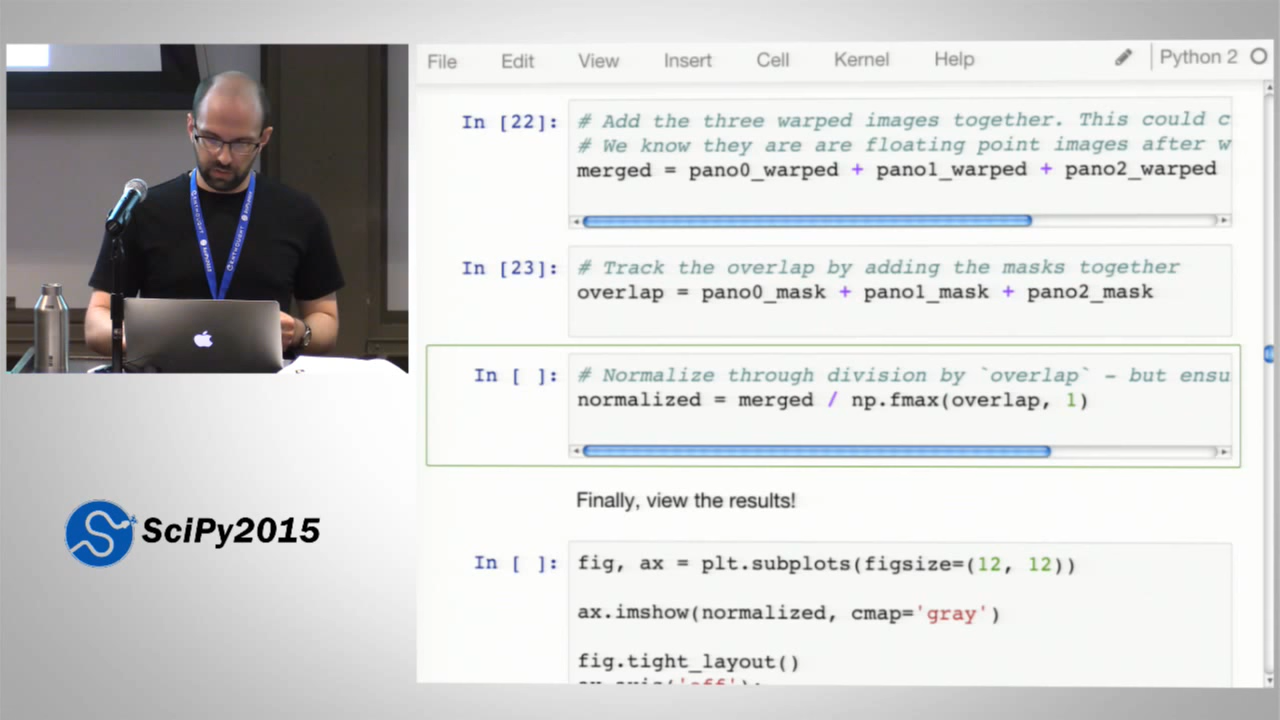 File Edit View Insert Cell Kernel Help Python 2
In [22]:
# Add the three warped images together. This could c
# We know they are are floating point images after w
merged = pano0_warped + pano1_warped + pano2_warped
In [23]:
# Track the overlap by adding the masks together
overlap = pano0_mask + pano1_mask + pano2_mask
In [ ]:
# Normalize through division by `overlap` - but ensu
normalized = merged / np.fmax(overlap, 1)
Finally, view the results!
In [ ]:
fig, ax = plt.subplots(figsize=(12, 12))
ax.imshow(normalized, cmap='gray')
fig.tight_layout()
ax.axis('off');
SciPy2015
ENTHOUGHT